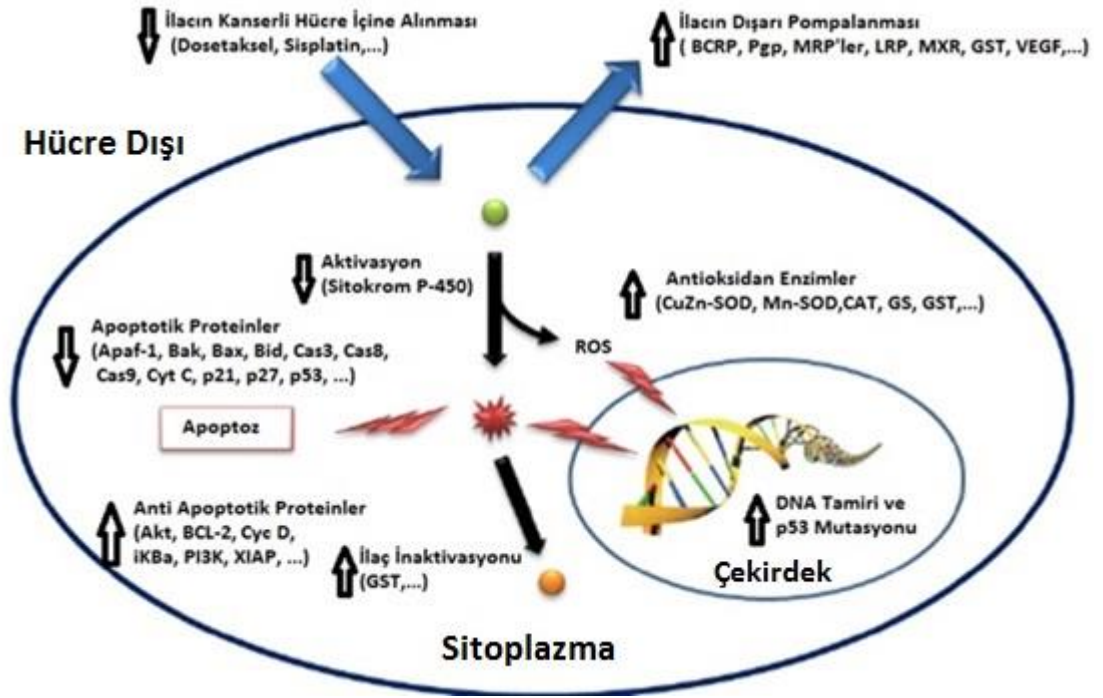 İlacın Kanserli Hücre İçine Alınması
(Dosetaksel, Sisplatin,...)
İlacın Dışarı Pompalanması
( BCRP, Pgp, MRP'ler, LRP, MXR, GST, VEGF,...)
Hücre Dışı
Aktivasyon
(Sitokrom P-450)
Antioksidan Enzimler
(CuZn-SOD, Mn-SOD,CAT, GS, GST,...)
Apoptotik Proteinler
(Apaf-1, Bak, Bax, Bid, Cas3, Cas8,
Cas9, Cyt C, p21, p27, p53, ...)
ROS
Apoptoz
Anti Apoptotik Proteinler
(Akt, BCL-2, Cyc D,
iKBa, PI3K, XIAP, ...)
İlaç İnaktivasyonu
(GST,...)
DNA Tamiri ve
p53 Mutasyonu
Çekirdek
Sitoplazma